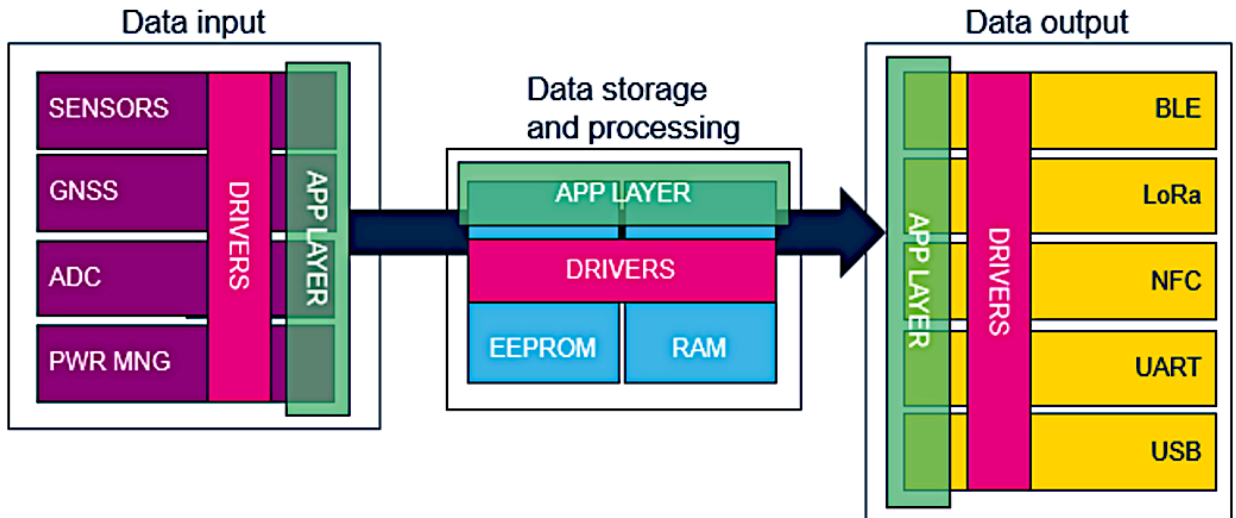 Data input
SENSORS
GNSS
ADC
PWR MNG
DRIVERS
APP LAYER
Data storage
and processing
APP LAYER
DRIVERS
EEPROM
RAM
Data output
APP LAYER
DRIVERS
BLE
LoRa
NFC
UART
USB